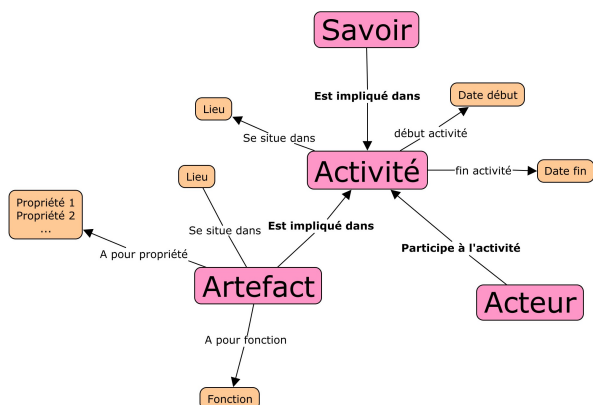 Savoir
Est impliqué dans
Date début
Lieu
début activité
Se situe dans
Activité
fin activité
Date fin
Lieu
Propriété 1
Propriété 2
...
Est impliqué dans
Se situe dans
Participe à l'activité
A pour propriété
Artefact
Acteur
A pour fonction
Fonction